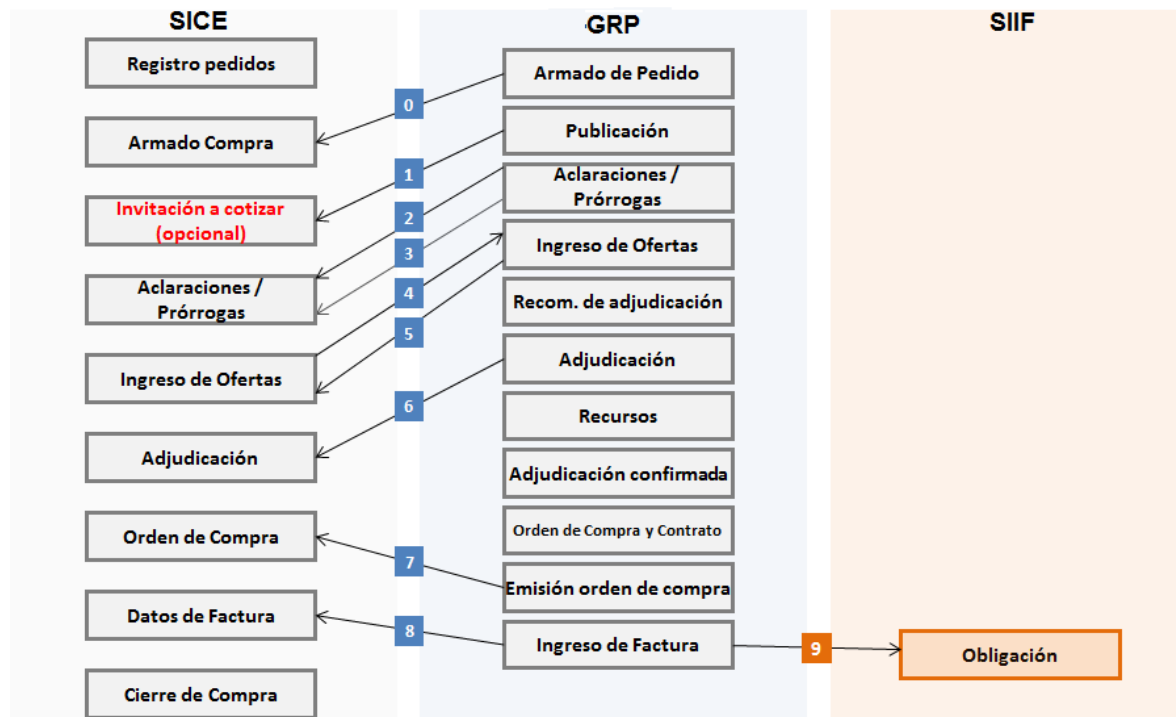 SICE
Registro pedidos
Armado Compra
Invitación a cotizar
(opcional)
Aclaraciones /
Prórrogas
Ingreso de Ofertas
Adjudicación
Orden de Compra
Datos de Factura
Cierre de Compra
0
1
2
3
4
5
6
7
8
GRP
Armado de Pedido
Publicación
Aclaraciones /
Prórrogas
Ingreso de Ofertas
Recom. de adjudicación
Adjudicación
Recursos
Adjudicación confirmada
Orden de Compra y Contrato
Emisión orden de compra
Ingreso de Factura
9
SIIF
Obligación